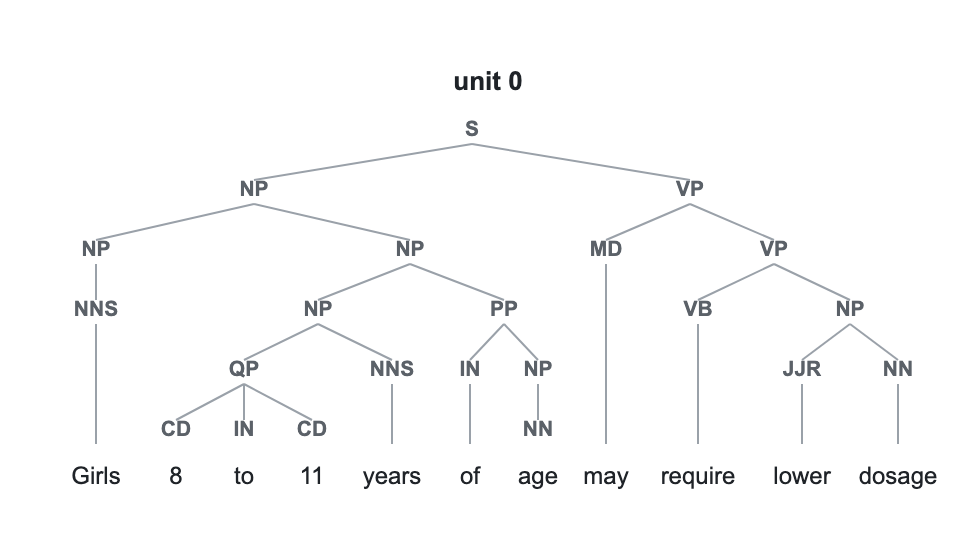 unit 0
S
NP VP
NP NP MD VP
NNS NP PP VB NP
QP NNS IN NP JJR NN
CD IN CD NN
Girls 8 to 11 years of age may require lower dosage